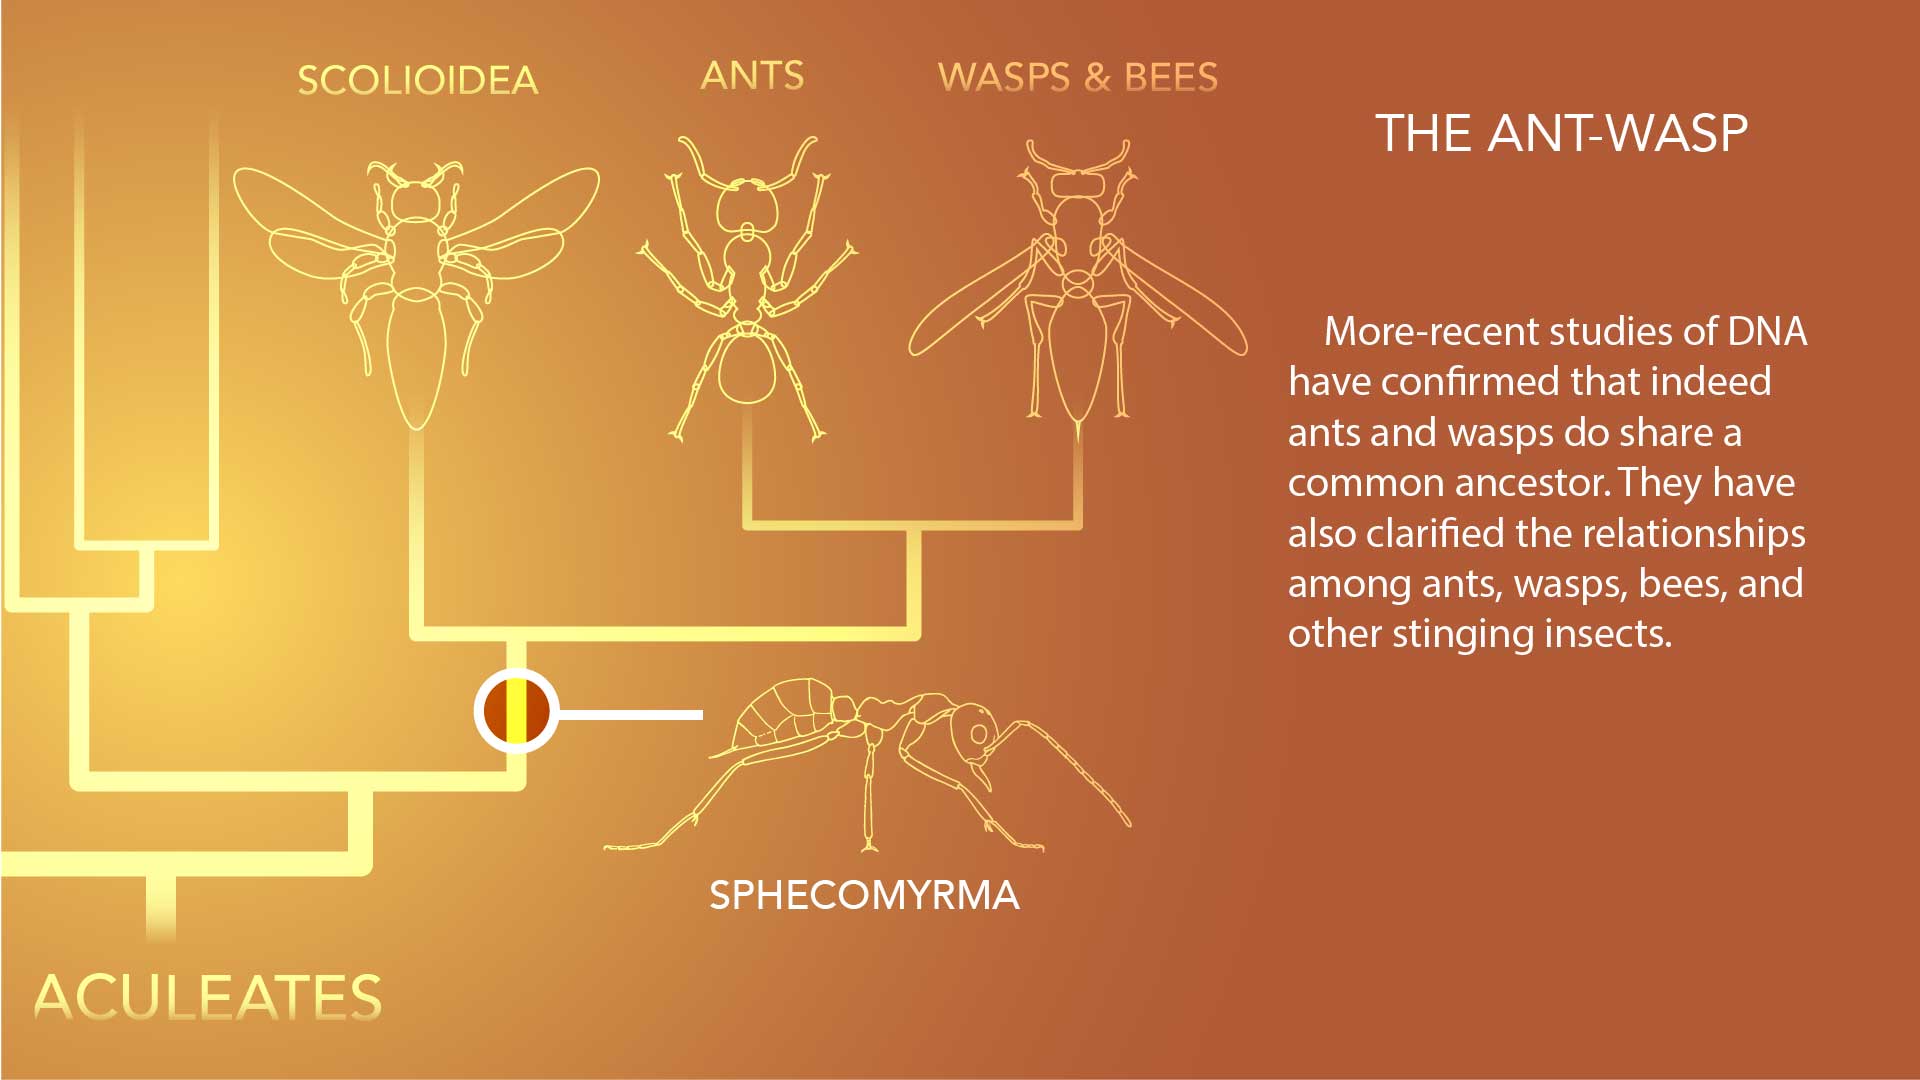 SCOLIOIDEA
ANTS
WASPS & BEES
THE ANT-WASP
More-recent studies of DNA
have confirmed that indeed
ants and wasps do share a
common ancestor. They have
also clarified the relationships
among ants, wasps, bees, and
other stinging insects.
SPHECOMYRMA
ACULEATES